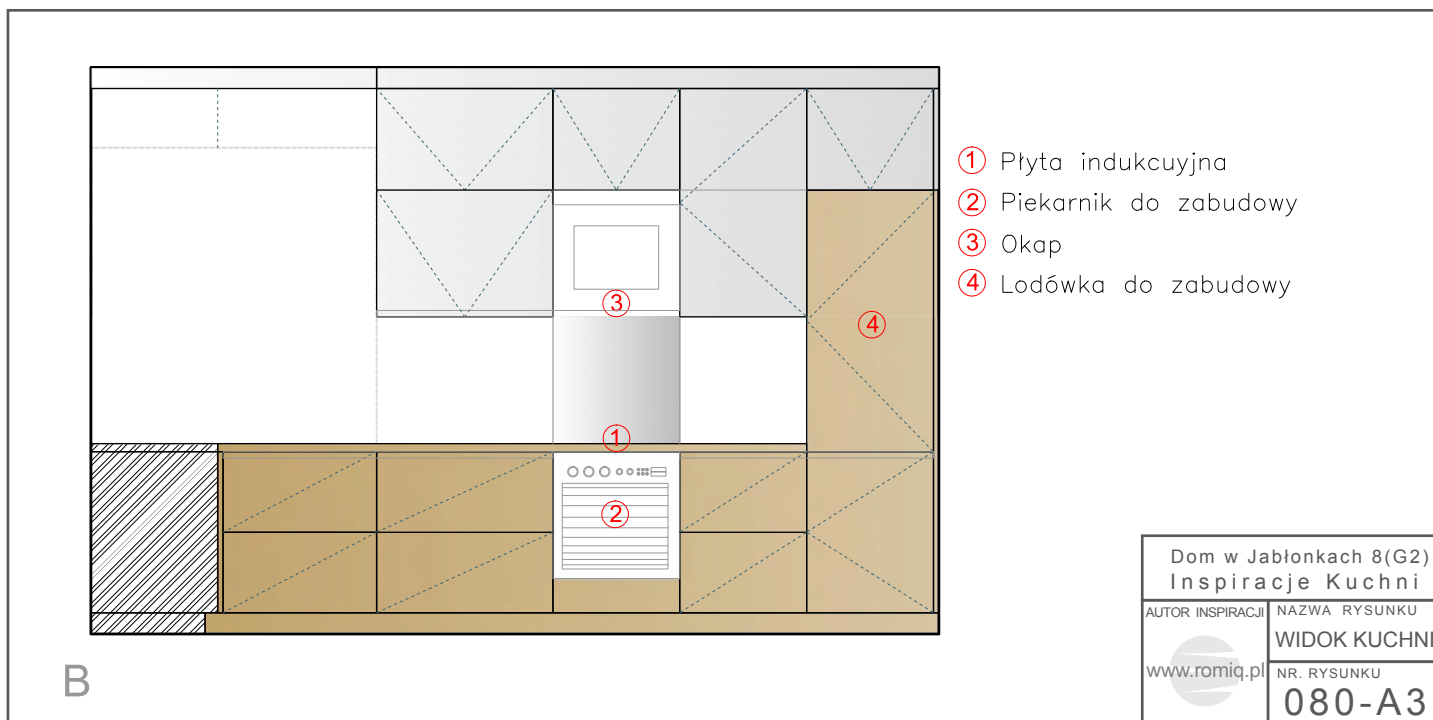 1 Płyta indukcuyjna
2 Piekarnik do zabudowy
3 Okap
4 Lodówka do zabudowy
3
4
1
2
B
Dom w Jabłonkach 8(G2)
Inspiracje Kuchni
AUTOR INSPIRACJI
www.romiq.pl
NAZWA RYSUNKU
WIDOK KUCHNI
NR. RYSUNKU
080-A3